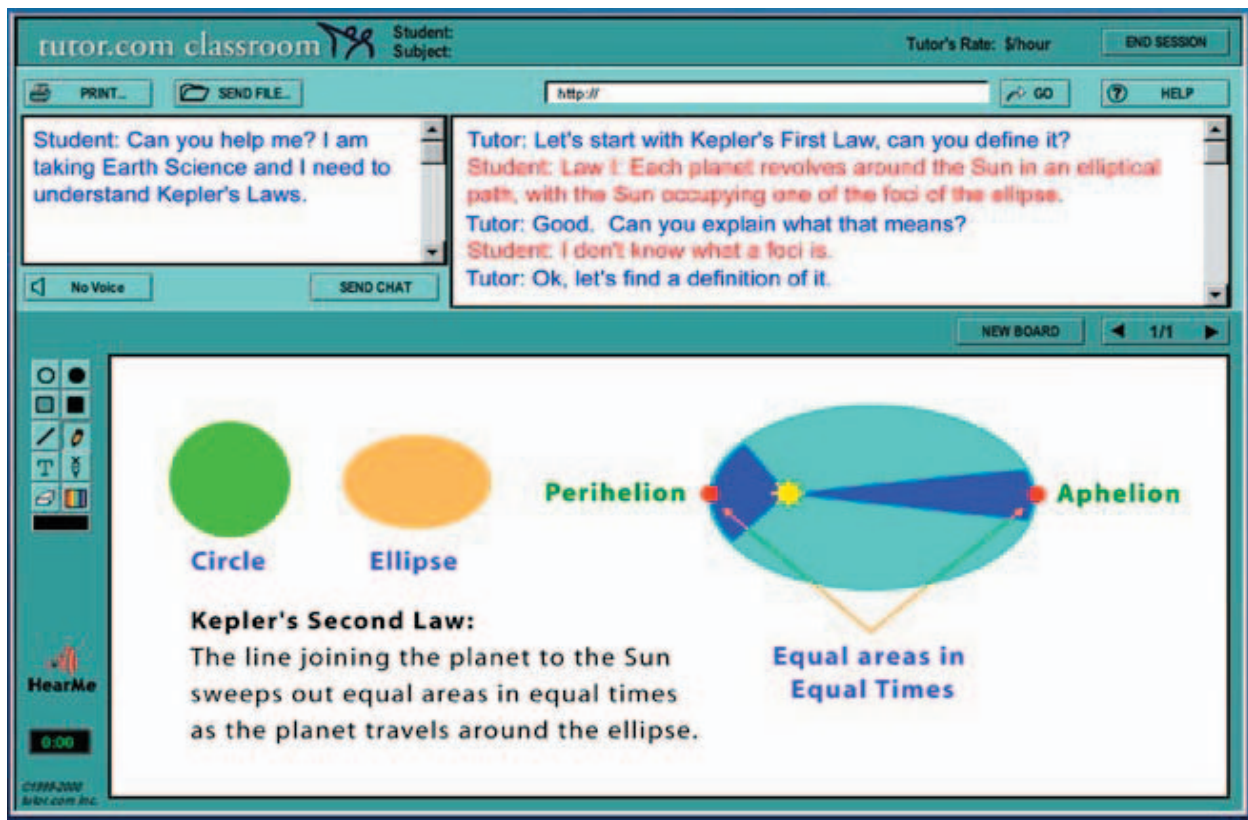 tutor.com classroom
Student:
Subject:
Tutor's Rate: $/hour
END SESSION
PRINT...
SEND FILE...
http://
GO
HELP
Student: Can you help me? I am
taking Earth Science and I need to
understand Kepler's Laws.
Tutor: Let's start with Kepler's First Law, can you define it?
Student: Law I: Each planet revolves around the Sun in an elliptical
path, with the Sun occupying one of the foci of the ellipse.
Tutor: Good. Can you explain what that means?
Student: I don't know what a foci is.
Tutor: Ok, let's find a definition of it.
No Voice
SEND CHAT
NEW BOARD
1/1
T
Circle
Ellipse
Perihelion
Aphelion
Kepler's Second Law:
The line joining the planet to the Sun
sweeps out equal areas in equal times
as the planet travels around the ellipse.
Equal areas in
Equal Times
HearMe
0:00
©1998-2000
tutor.com inc.